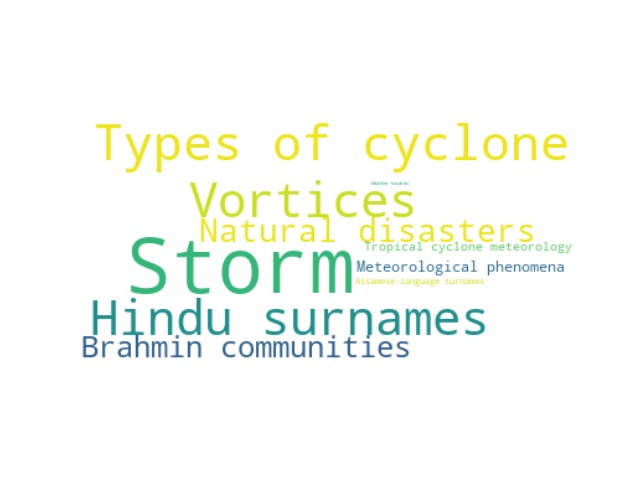 Types of cyclone
Weather hazards
Vortices
Natural disasters
Tropical cyclone meteorology
Storm
Meteorological phenomena
Assamese-language surnames
Hindu surnames
Brahmin communities